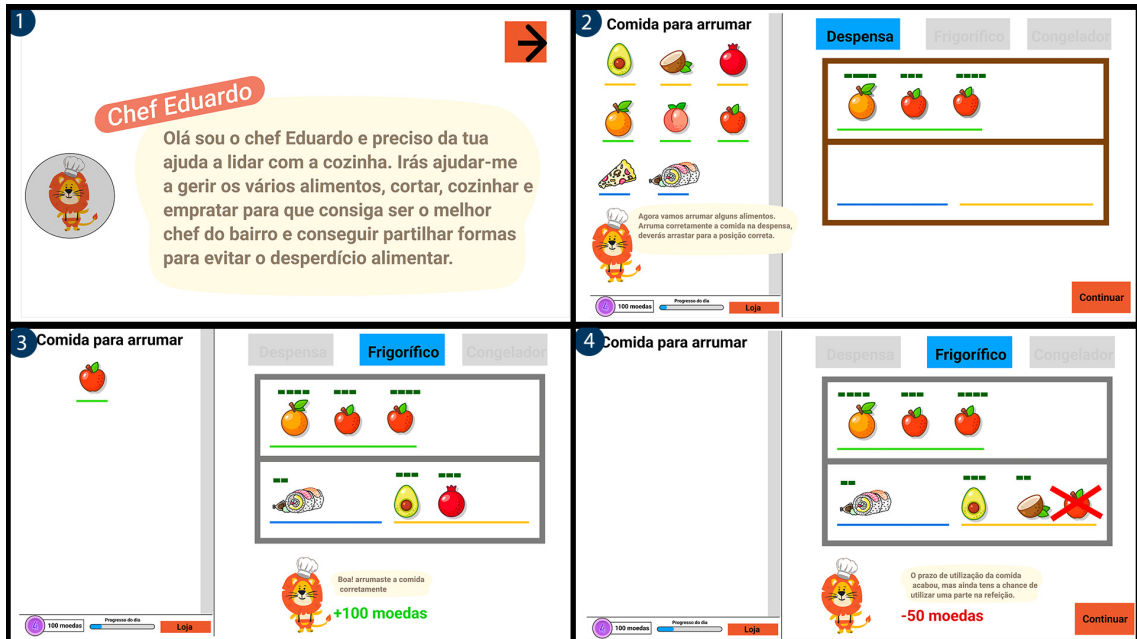 1
Chef Eduardo
Olá sou o chef Eduardo e preciso da tua
ajuda a lidar com a cozinha. Irás ajudar-me
a gerir os vários alimentos, cortar, cozinhar e
empratar para que consiga ser o melhor
chef do bairro e conseguir partilhar formas
para evitar o desperdício alimentar.
2
Comida para arrumar
Despensa
Frigorífico
Congelador
Agora vamos arrumar alguns alimentos.
Arruma corretamente a comida na despensa,
deverás arrastar para a posição correta.
100 moedas
Progresso do dia
Loja
Continuar
3
Comida para arrumar
Despensa
Frigorífico
Congelador
Boa! arrumaste a comida
corretamente
+100 moedas
100 moedas
Progresso do dia
Loja
4
Comida para arrumar
Despensa
Frigorífico
Congelador
O prazo de utilização da comida
acabou, mas ainda tens a chance de
utilizar uma parte na refeição.
-50 moedas
100 moedas
Progresso do dia
Loja
Continuar